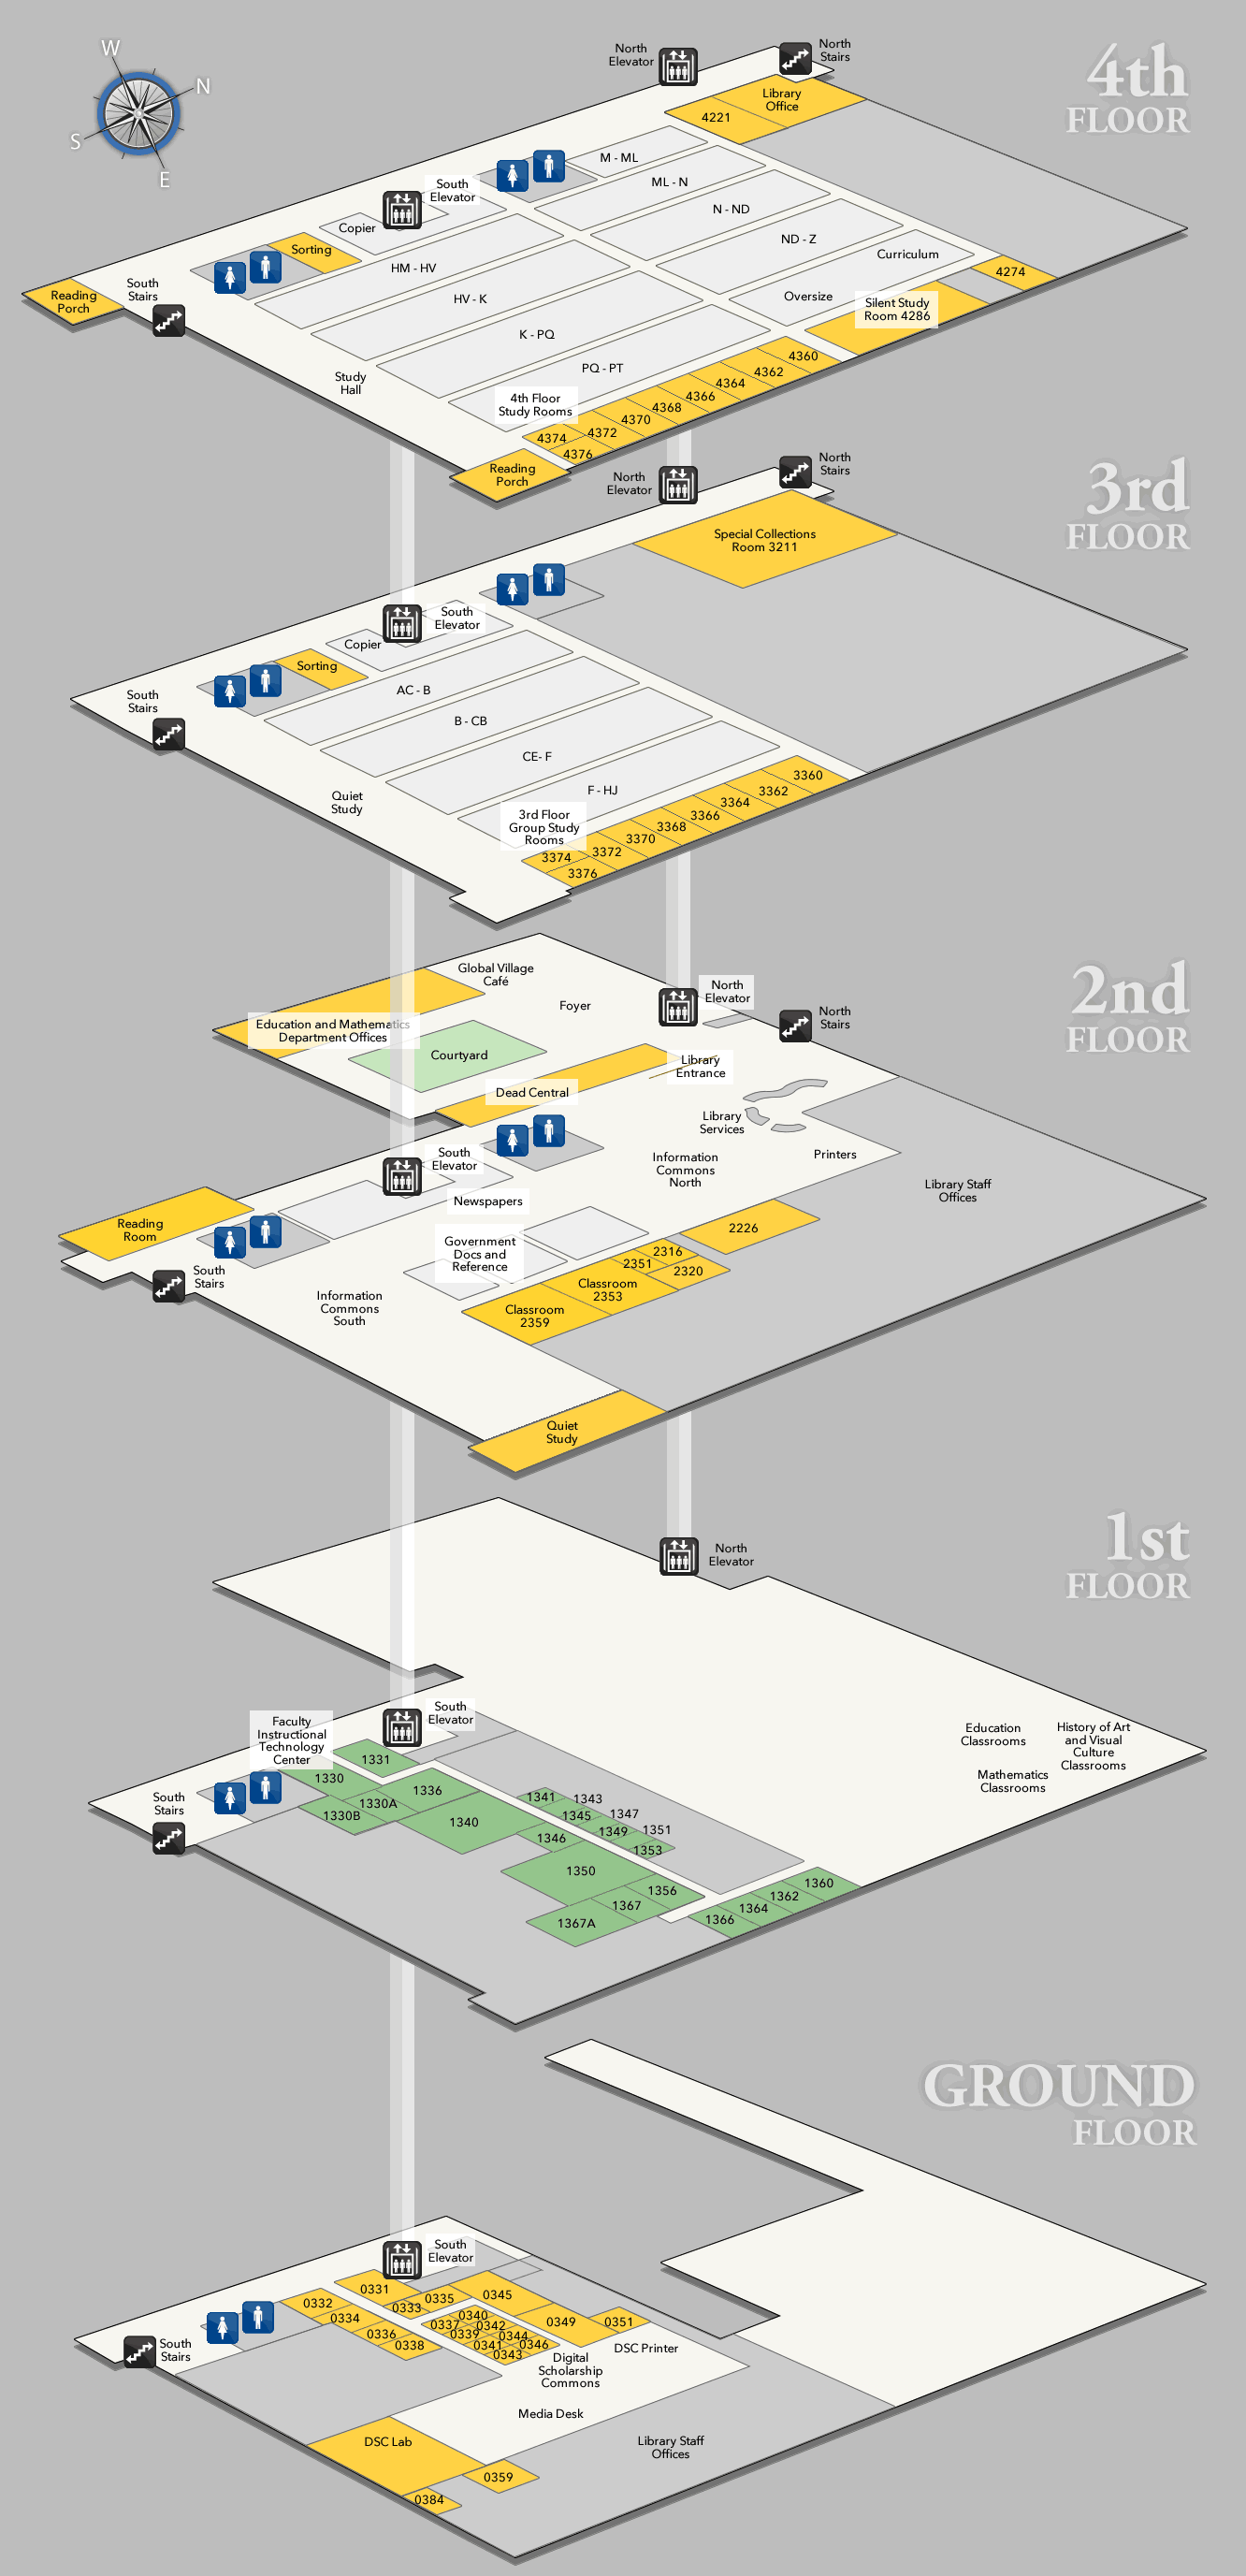 W
N
S
E
4th
FLOOR
North
Elevator
North
Stairs
Library
Office
4221
M - ML
ML - N
N - ND
ND - Z
Curriculum
Oversize
4274
Silent Study
Room 4286
South
Elevator
Copier
Sorting
HM - HV
HV - K
K - PQ
PQ - PT
South
Stairs
Reading
Porch
Study
Hall
4th Floor
Study Rooms
4360
4362
4364
4366
4368
4370
4372
4374
4376
Reading
Porch
3rd
FLOOR
North
Elevator
North
Stairs
Special Collections
Room 3211
South
Elevator
Copier
Sorting
AC - B
B - CB
CE- F
F - HJ
South
Stairs
Quiet
Study
3rd Floor
Group Study
Rooms
3360
3362
3364
3366
3368
3370
3372
3374
3376
2nd
FLOOR
Global Village
Café
Foyer
North
Elevator
North
Stairs
Education and Mathematics
Department Offices
Courtyard
Library
Entrance
Dead Central
Library
Services
Printers
Information
Commons
North
Library Staff
Offices
South
Elevator
Newspapers
Reading
Room
Government
Docs and
Reference
2226
2316
2351
2320
Classroom
2353
Classroom
2359
South
Stairs
Information
Commons
South
Quiet
Study
1st
FLOOR
North
Elevator
South
Elevator
Faculty
Instructional
Technology
Center
Education
Classrooms
History of Art
and Visual
Culture
Classrooms
Mathematics
Classrooms
South
Stairs
1331
1330
1330A
1330B
1336
1340
1341
1343
1345
1347
1346
1349
1351
1353
1350
1356
1367
1367A
1360
1362
1364
1366
GROUND
FLOOR
South
Elevator
South
Stairs
0331
0332
0333
0334
0335
0336
0338
0345
0349
0351
0340
0337
0342
0339
0344
0341
0346
0343
DSC Printer
Digital
Scholarship
Commons
Media Desk
DSC Lab
Library Staff
Offices
0359
0384